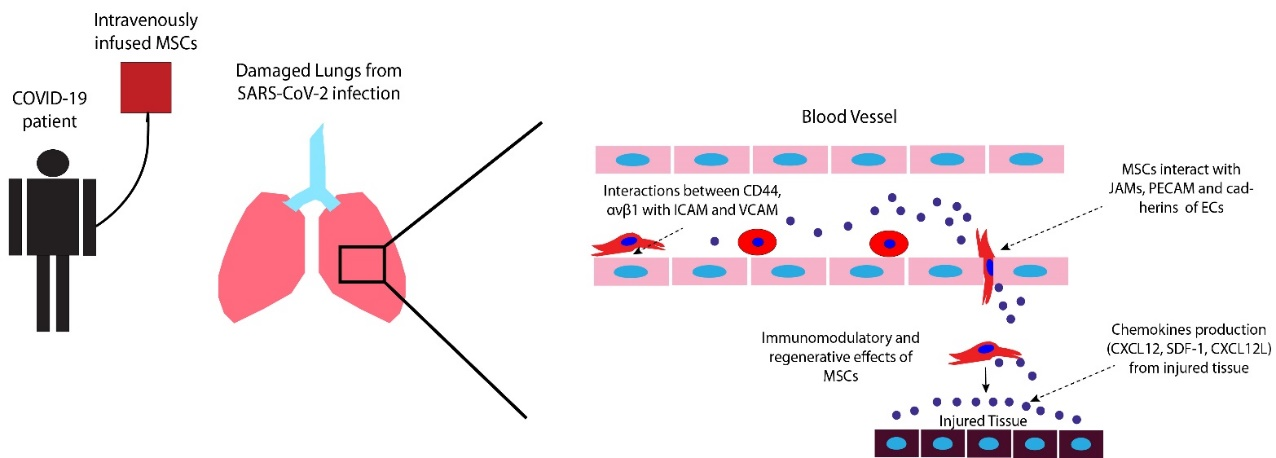 Intravenously
infused MSCs
COVID-19
patient
Damaged Lungs from
SARS-CoV-2 infection
Blood Vessel
Interactions between CD44,
αvβ1 with ICAM and VCAM
MSCs interact with
JAMs, PECAM and cad-
herins of ECs
Immunomodulatory and
regenerative effects of
MSCs
Chemokines production
(CXCL12, SDF-1, CXCL12L)
from injured tissue
Injured Tissue